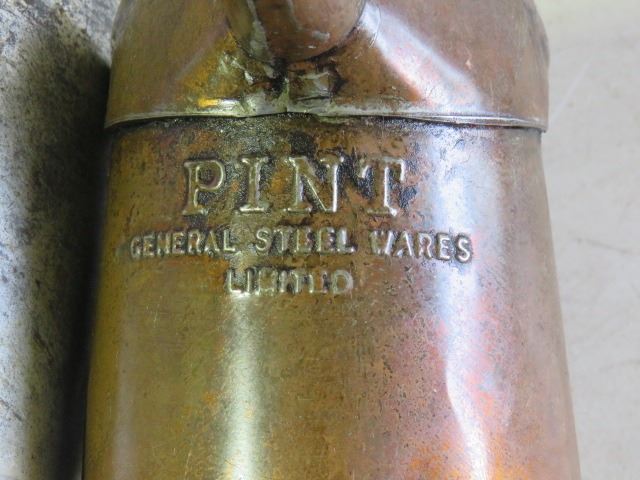 PINT
GENERAL STEEL WARES
LIMITED